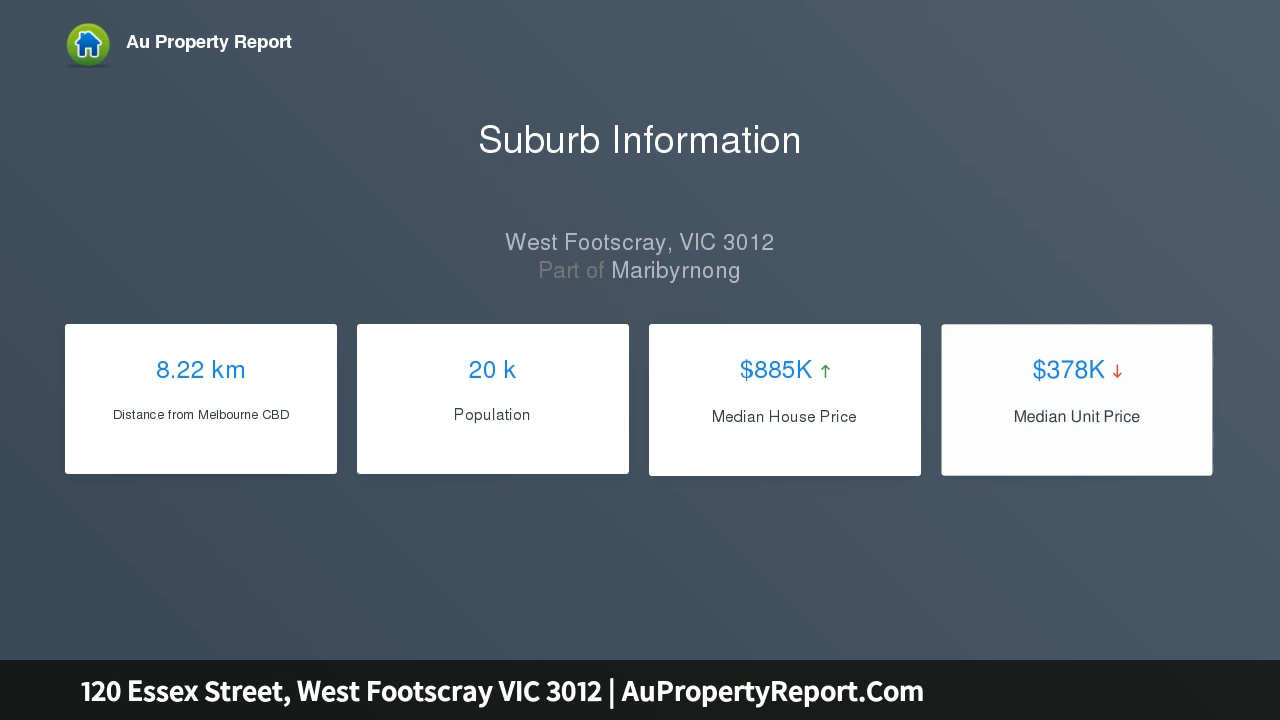 Au Property Report
Suburb Information
West Footscray, VIC 3012
Part of Maribyrnong
8.22 km
Distance from Melbourne CBD
20 k
Population
$885K ↑
Median House Price
$378K ↓
Median Unit Price
120 Essex Street, West Footscray VIC 3012 | AuPropertyReport.Com